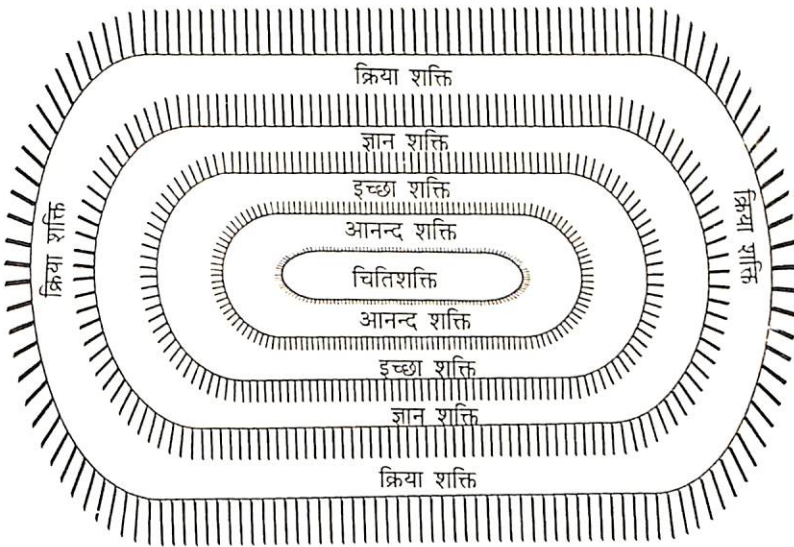 क्रिया शक्ति
ज्ञान शक्ति
इच्छा शक्ति
आनन्द शक्ति
क्रिया शक्ति
चितिशक्ति
क्रिया शक्ति
आनन्द शक्ति
इच्छा शक्ति
ज्ञान शक्ति
क्रिया शक्ति